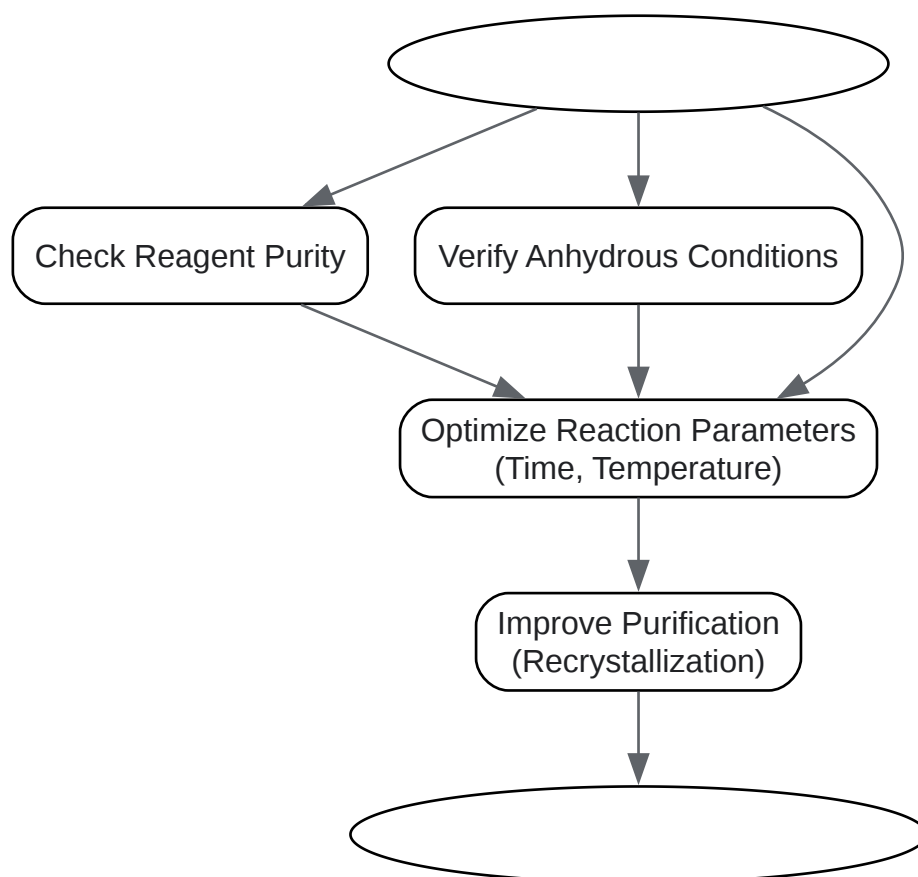 Check Reagent Purity
Verify Anhydrous Conditions
Optimize Reaction Parameters
(Time, Temperature)
Improve Purification
(Recrystallization)